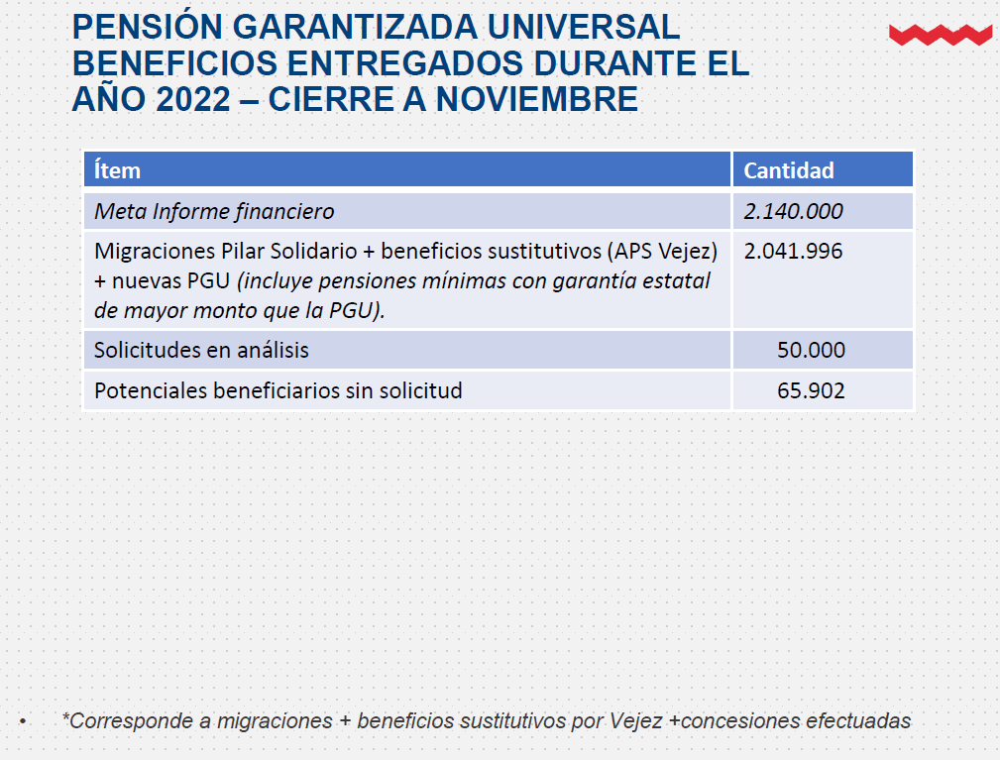 PENSIÓN GARANTIZADA UNIVERSAL
BENEFICIOS ENTREGADOS DURANTE EL
AÑO 2022 – CIERRE A NOVIEMBRE
Ítem Cantidad
Meta Informe financiero 2.140.000
Migraciones Pilar Solidario + beneficios sustitutivos (APS Vejez) 2.041.996
+ nuevas PGU (incluye pensiones mínimas con garantía estatal
de mayor monto que la PGU).
Solicitudes en análisis 50.000
Potenciales beneficiarios sin solicitud 65.902
• *Corresponde a migraciones + beneficios sustitutivos por Vejez +concesiones efectuadas